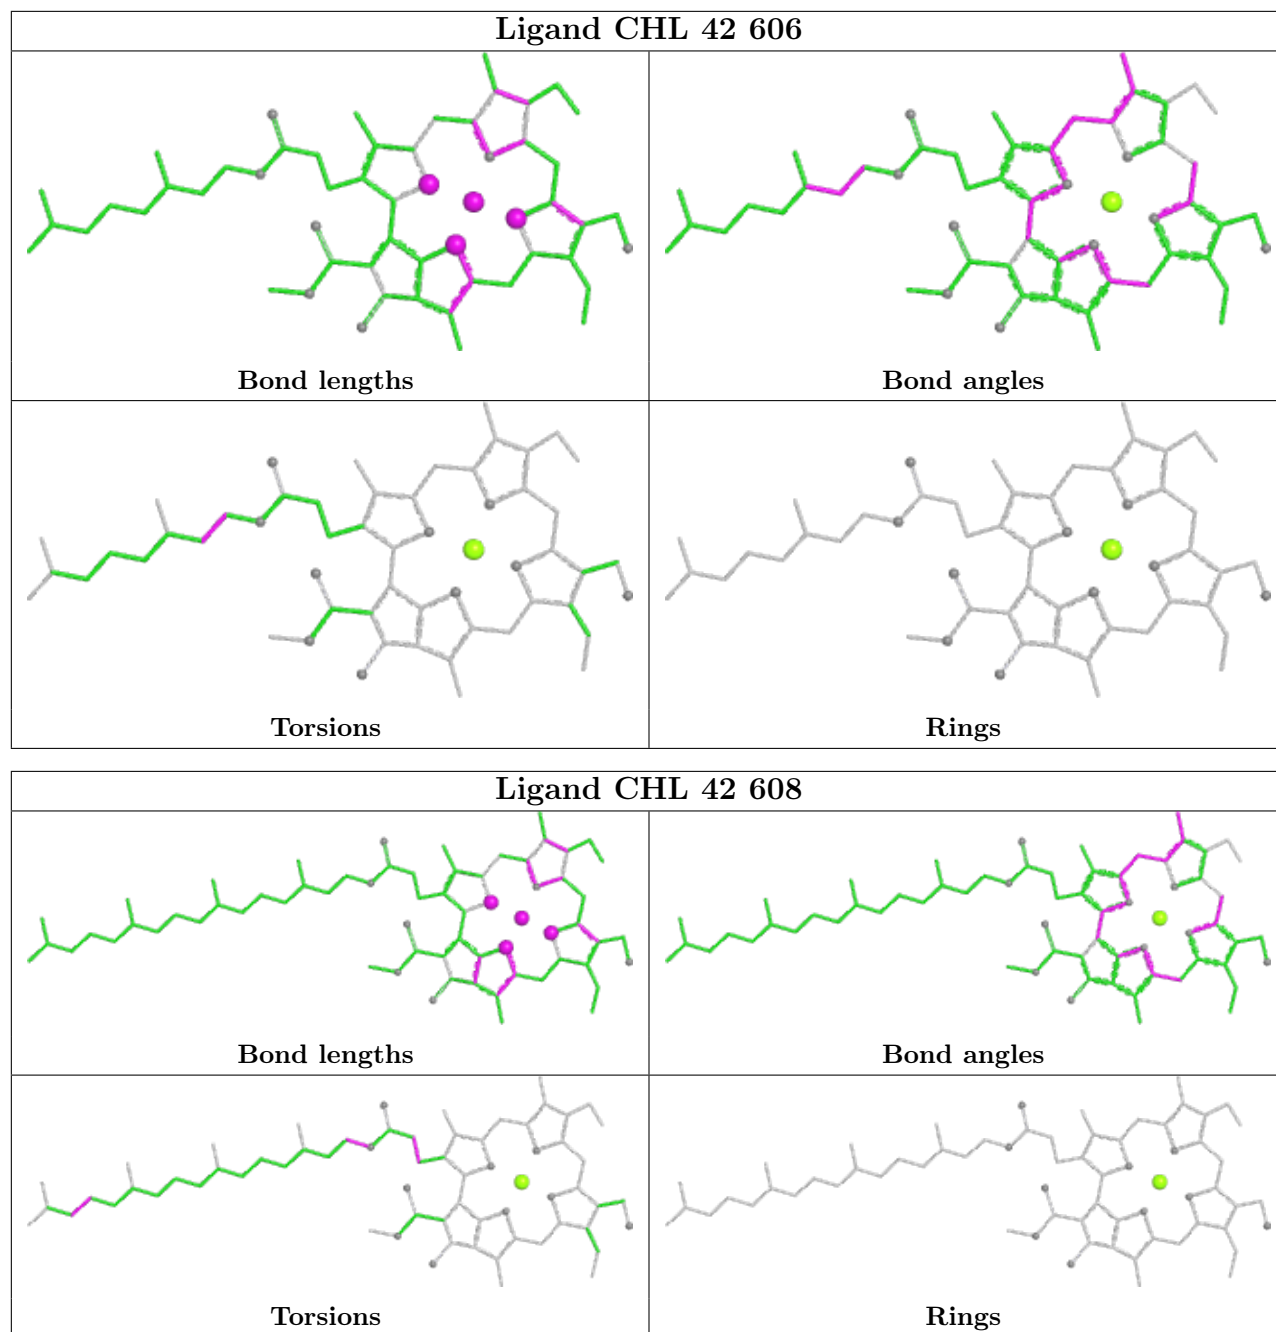 Ligand CHL 42 606
Bond lengths
Bond angles
Torsions
Rings
Ligand CHL 42 608
Bond lengths
Bond angles
Torsions
Rings